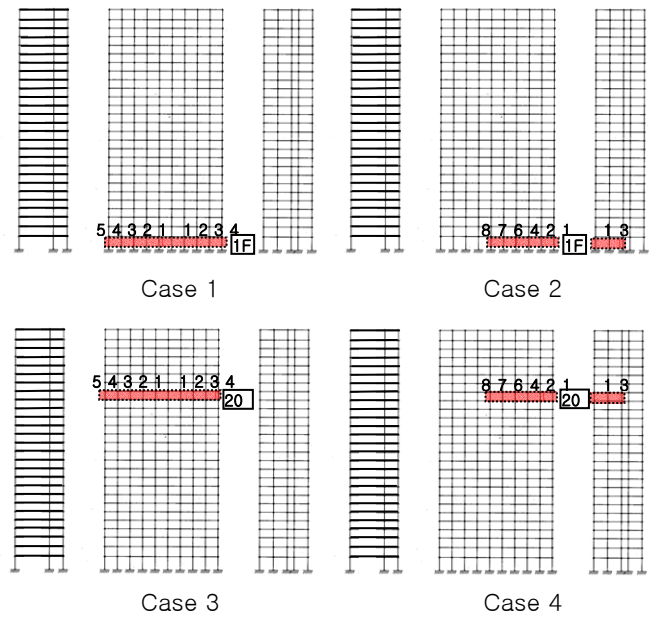 5 4 3 2 1 1 1 2 3 4
1F
8 7 6 4 2 1 1 3
1F
Case 1
Case 2
5 4 3 2 1 1 2 3 4
20
8 7 6 4 2 1 1 3
20
Case 3
Case 4